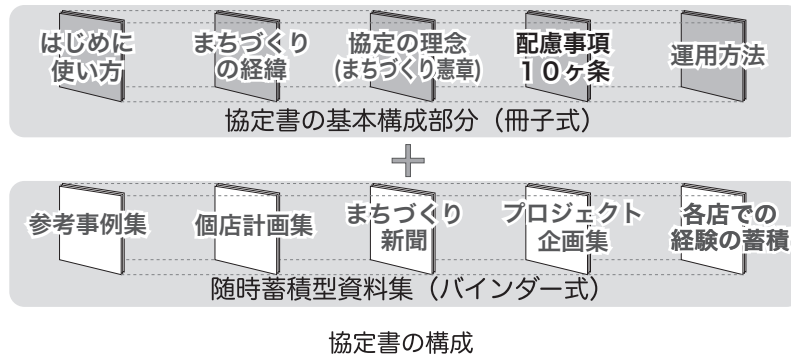 はじめに
使い方
まちづくり
の経緯
協定の理念
(まちづくり憲章)
配慮事項
１０ヶ条
運用方法
協定書の基本構成部分（冊子式）
＋
参考事例集
個店計画集
まちづくり
新聞
プロジェクト
企画集
各店での
経験の蓄積
随時蓄積型資料集（バインダー式）
協定書の構成